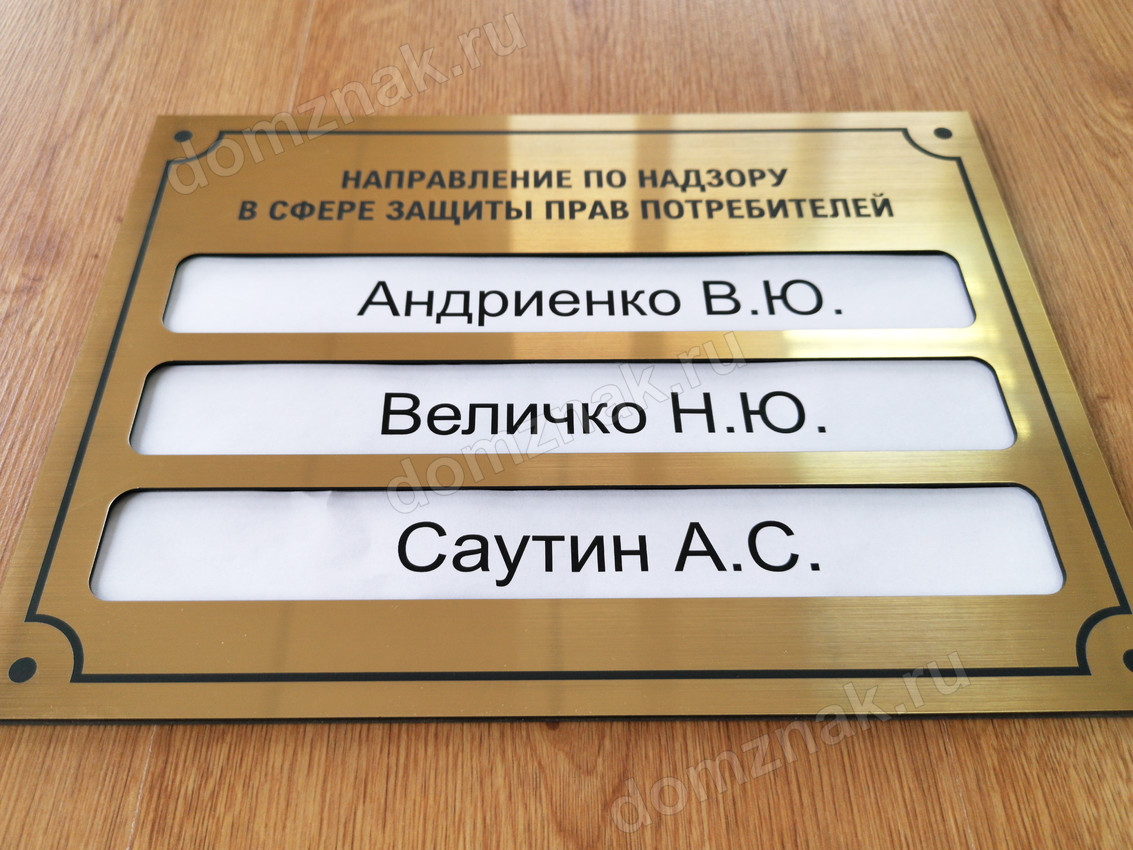 domznak.ru
НАПРАВЛЕНИЕ ПО НАДЗОРУ
В СФЕРЕ ЗАЩИТЫ ПРАВ ПОТРЕБИТЕЛЕЙ
Андриенко В.Ю.
domznak.ru
Величко Н.Ю.
Саутин А.С.
domznak.ru